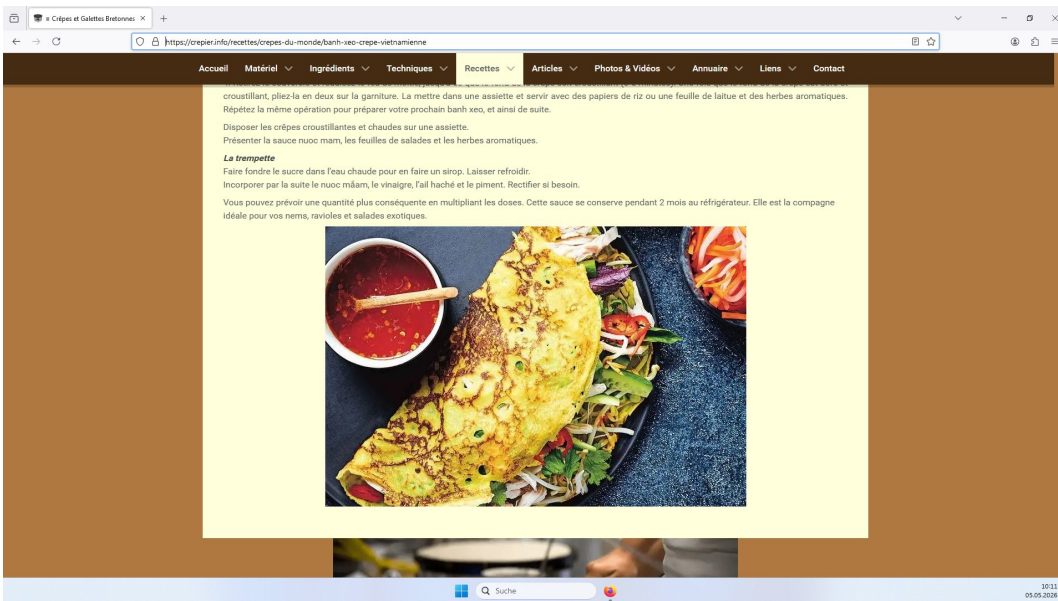 ≡ Crêpes et Galettes Bretonnes
https://crepier.info/recettes/crepes-du-monde/banh-xeo-crepe-vietnamienne
Accueil Matériel Ingrédients Techniques Recettes Articles Photos & Vidéos Annuaire Liens Contact
croustillant, pliez-la en deux sur la garniture. La mettre dans une assiette et servir avec des papiers de riz ou une feuille de laitue et des herbes aromatiques.
Répétez la même opération pour préparer votre prochain banh xeo, et ainsi de suite.
Disposer les crêpes croustillantes et chaudes sur une assiette.
Présenter la sauce nuoc mam, les feuilles de salades et les herbes aromatiques.
La trempette
Faire fondre le sucre dans l'eau chaude pour en faire un sirop. Laisser refroidir.
Incorporer par la suite le nuoc mâam, le vinaigre, l'ail haché et le piment. Rectifier si besoin.
Vous pouvez prévoir une quantité plus conséquente en multipliant les doses. Cette sauce se conserve pendant 2 mois au réfrigérateur. Elle est la compagne
idéale pour vos nems, ravioles et salades exotiques.
Suche
10:11
05.05.2026